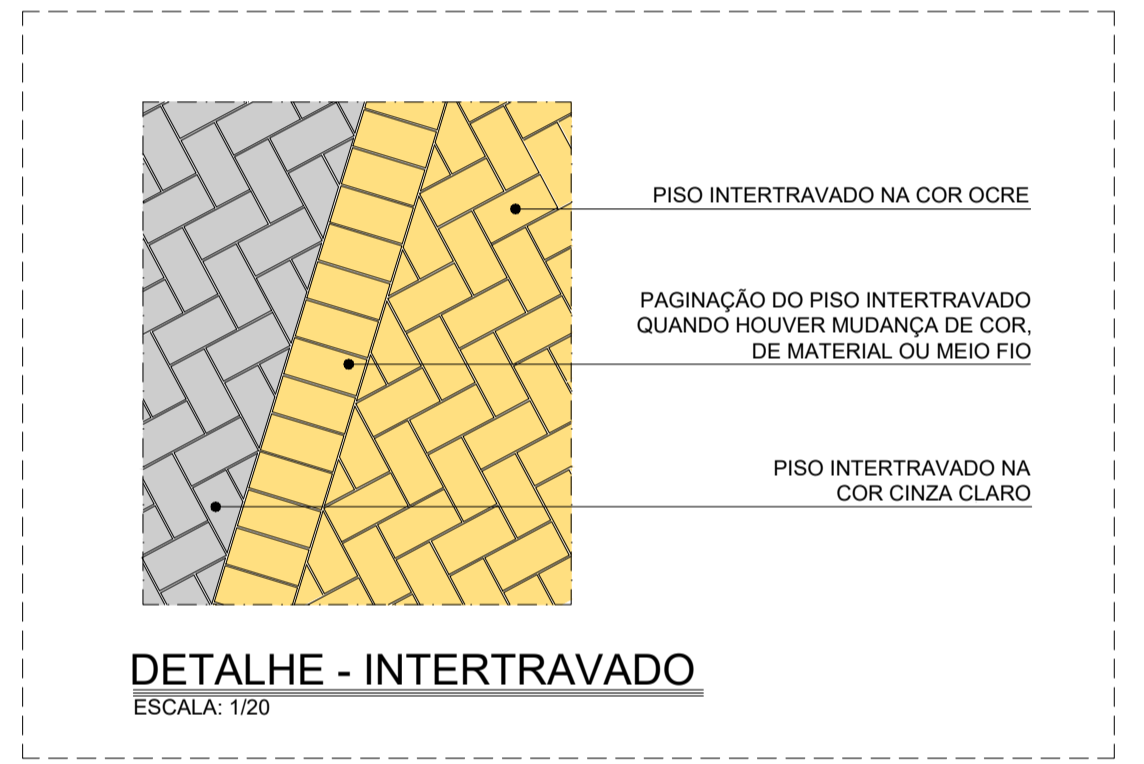 PISO INTERTRAVADO NA COR OCRE
PAGINAÇÃO DO PISO INTERTRAVADO
QUANDO HOUVER MUDANÇA DE COR,
DE MATERIAL OU MEIO FIO
PISO INTERTRAVADO NA
COR CINZA CLARO
DETALHE - INTERTRAVADO
ESCALA: 1/20